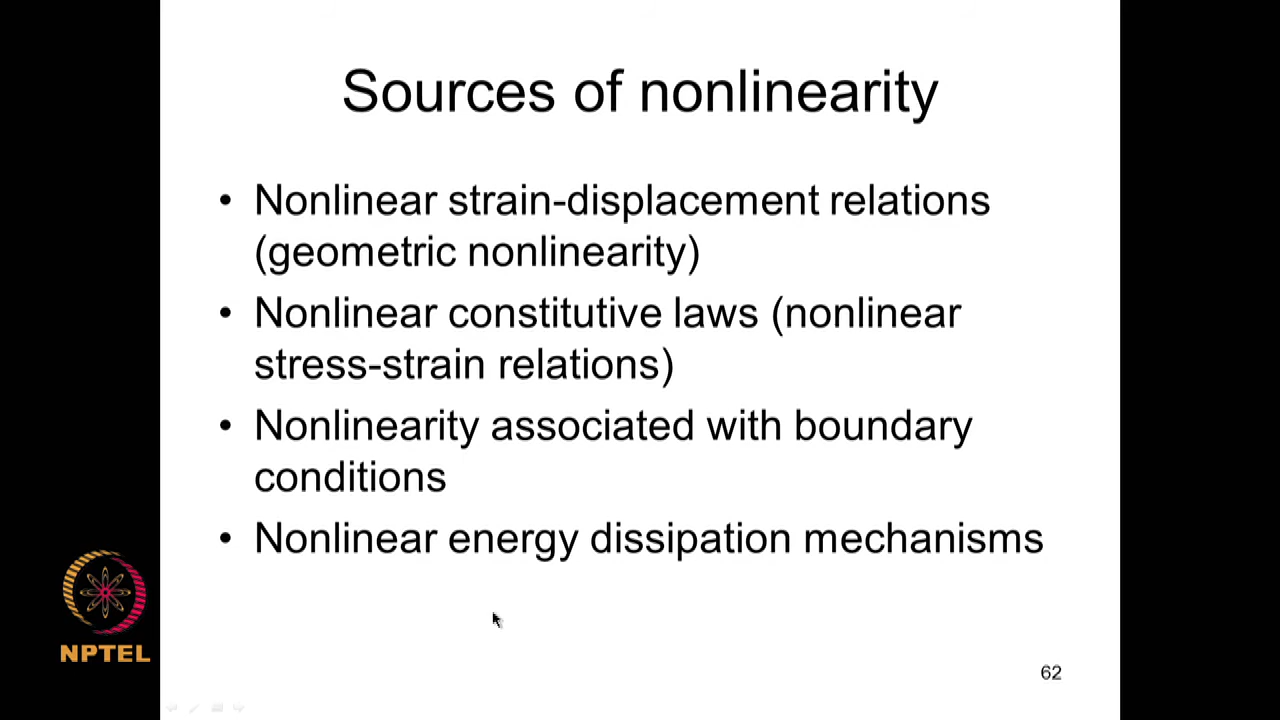 Sources of nonlinearity
• Nonlinear strain-displacement relations
(geometric nonlinearity)
• Nonlinear constitutive laws (nonlinear
stress-strain relations)
• Nonlinearity associated with boundary
conditions
• Nonlinear energy dissipation mechanisms
NPTEL
62